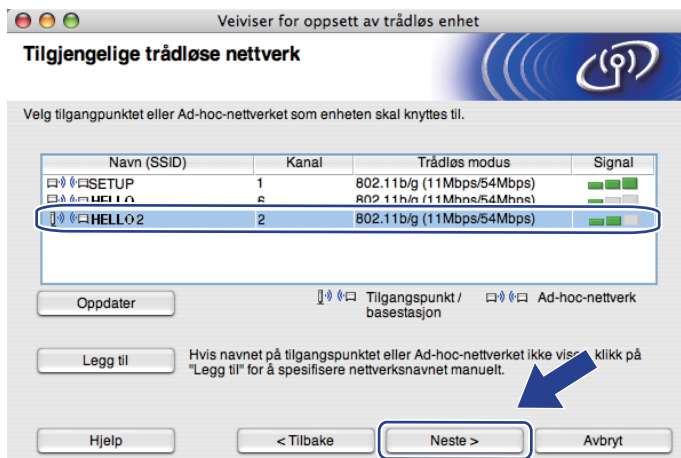 Veiviser for oppsett av trådløs enhet
Tilgjengelige trådløse nettverk
Velg tilgangpunktet eller Ad-hoc-nettverket som enheten skal knyttes til.
Navn (SSID) Kanal Trådløs modus Signal
SETUP 1 802.11b/g (11Mbps/54Mbps)
HELLO 6 802.11b/g (11Mbps/54Mbps)
HELLO2 2 802.11b/g (11Mbps/54Mbps)
Oppdater
Tilgangspunkt / Ad-hoc-nettverk
basestasjon
Legg til
Hvis navnet på tilgangspunktet eller Ad-hoc-nettverket ikke klikk på
"Legg til" for å spesifisere nettverksnavnet manuelt.
Hjelp < Tilbake Neste > Avbryt